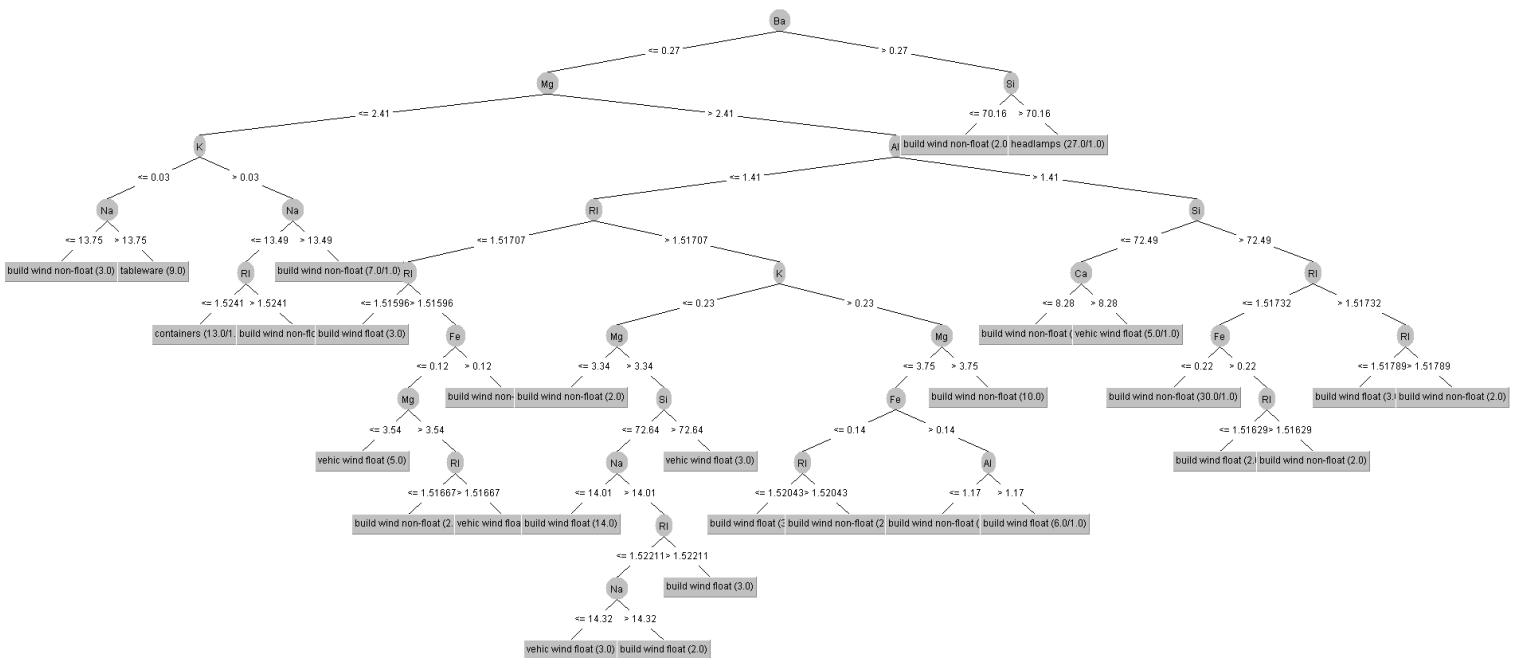 Ba
<= 0.27 > 0.27
Mg Si
<= 2.41 > 2.41 <= 70.16 > 70.16
K Al build wind non-float (2.0 headlamps (27.0/1.0)
<= 0.03 > 0.03 <= 1.41 > 1.41
Na Na RI Si
<= 13.75 > 13.75 <= 13.49 > 13.49 <= 1.51707 > 1.51707 <= 72.49 > 72.49
build wind non-float (3.0) tableware (9.0) RI build wind non-float (7.0/1.0) RI K Ca RI
<= 1.5241 > 1.5241 <= 1.51596 > 1.51596 <= 0.23 > 0.23 <= 8.28 > 8.28 <= 1.51732 > 1.51732
containers (13.0/1. build wind non-flo build wind float (3.0) Fe Mg Mg build wind non-float ( vehic wind float (5.0/1.0) Fe RI
<= 0.12 > 0.12 <= 3.34 > 3.34 <= 3.75 > 3.75 <= 0.22 > 0.22 <= 1.51789 > 1.51789
Mg build wind non- build wind non-float (2.0) Si Fe build wind non-float (10.0) build wind non-float (30.0/1.0) RI build wind float (3. build wind non-float (2.0)
<= 3.54 > 3.54 <= 72.64 > 72.64 <= 0.14 > 0.14 <= 1.51629 > 1.51629
vehic wind float (5.0) RI Na vehic wind float (3.0) RI Al build wind float (2. build wind non-float (2.0)
<= 1.51667 > 1.51667 <= 14.01 > 14.01 <= 1.52043 > 1.52043 <= 1.17 > 1.17
build wind non-float (2. vehic wind floa build wind float (14.0) RI build wind float (3 build wind non-float (2 build wind non-float ( build wind float (6.0/1.0)
<= 1.52211 > 1.52211
Na build wind float (3.0)
<= 14.32 > 14.32
vehic wind float (3.0) build wind float (2.0)